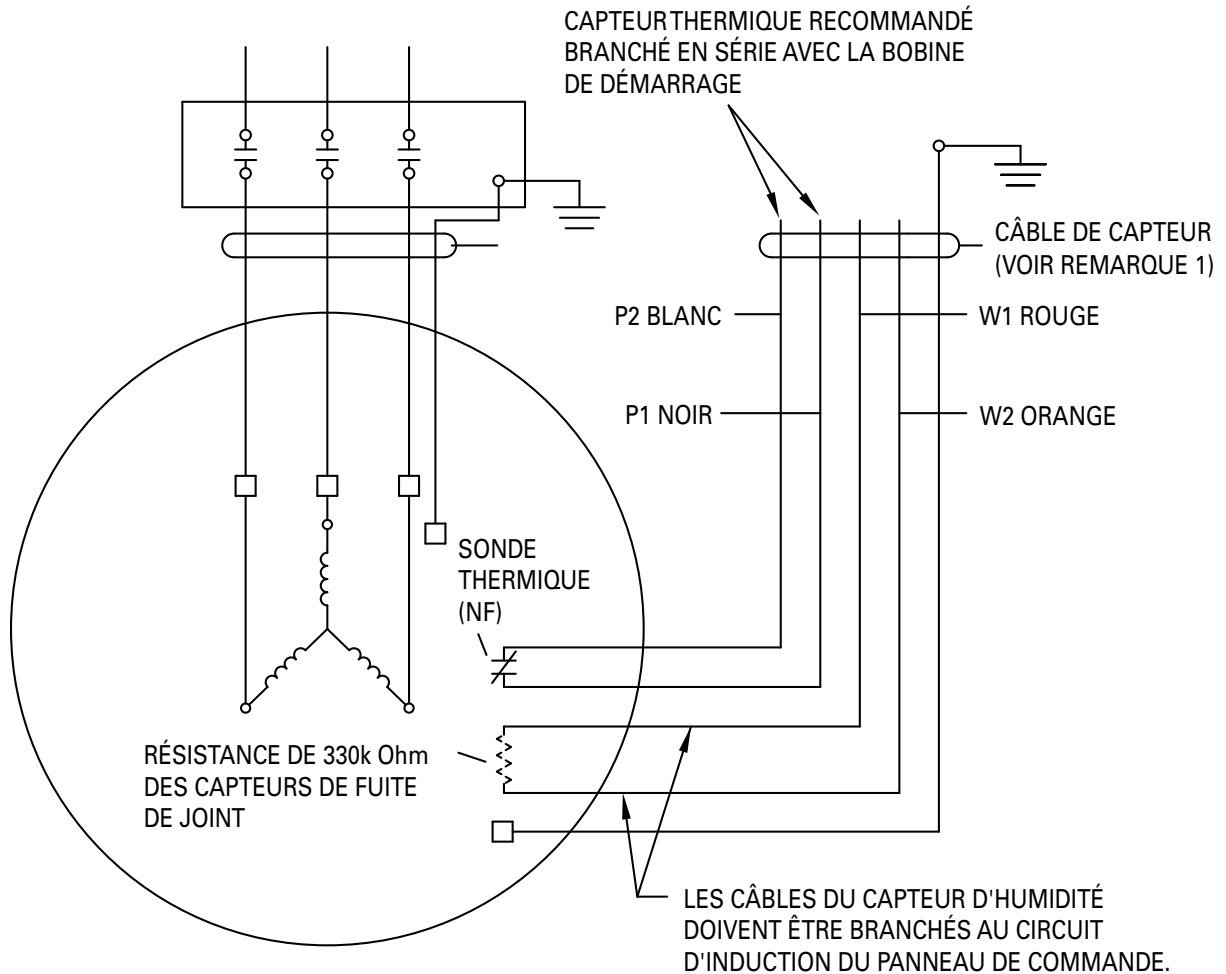 CAPTEUR THERMIQUE RECOMMANDÉ
BRANCHÉ EN SÉRIE AVEC LA BOBINE
DE DÉMARRAGE
CÂBLE DE CAPTEUR
(VOIR REMARQUE 1)
P2 BLANC
W1 ROUGE
P1 NOIR
W2 ORANGE
SONDE
THERMIQUE
(NF)
RÉSISTANCE DE 330k Ohm
DES CAPTEURS DE FUITE
DE JOINT
LES CÂBLES DU CAPTEUR D'HUMIDITÉ
DOIVENT ÊTRE BRANCHÉS AU CIRCUIT
D'INDUCTION DU PANNEAU DE COMMANDE.